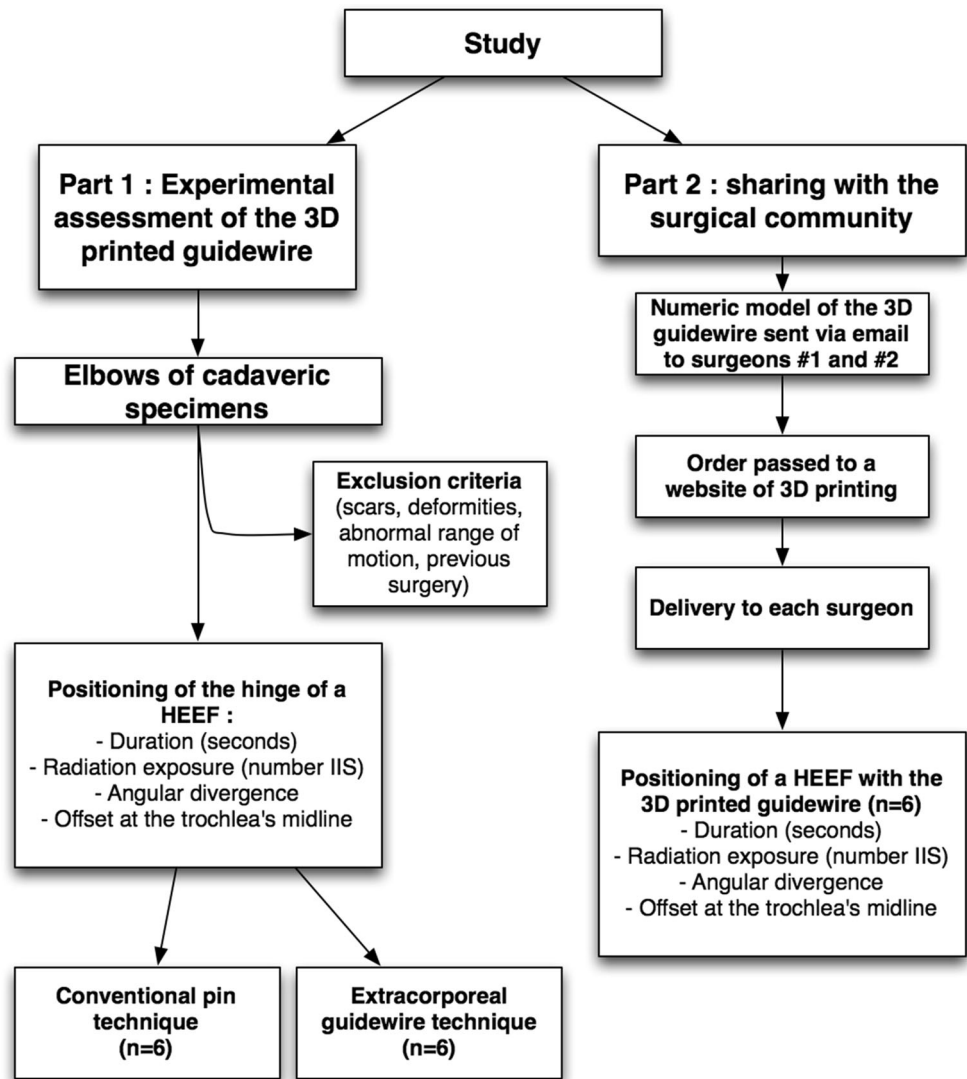 Study
Part 1 : Experimental
assessment of the 3D
printed guidewire
Elbows of cadaveric
specimens
Exclusion criteria
(scars, deformities,
abnormal range of
motion, previous
surgery)
Positioning of the hinge of a
HEEF :
- Duration (seconds)
- Radiation exposure (number IIS)
- Angular divergence
- Offset at the trochlea's midline
Conventional pin
technique
(n=6)
Extracorporeal
guidewire technique
(n=6)
Part 2 : sharing with the
surgical community
Numeric model of the 3D
guidewire sent via email
to surgeons #1 and #2
Order passed to a
website of 3D printing
Delivery to each surgeon
Positioning of a HEEF with the
3D printed guidewire (n=6)
- Duration (seconds)
- Radiation exposure (number IIS)
- Angular divergence
- Offset at the trochlea's midline